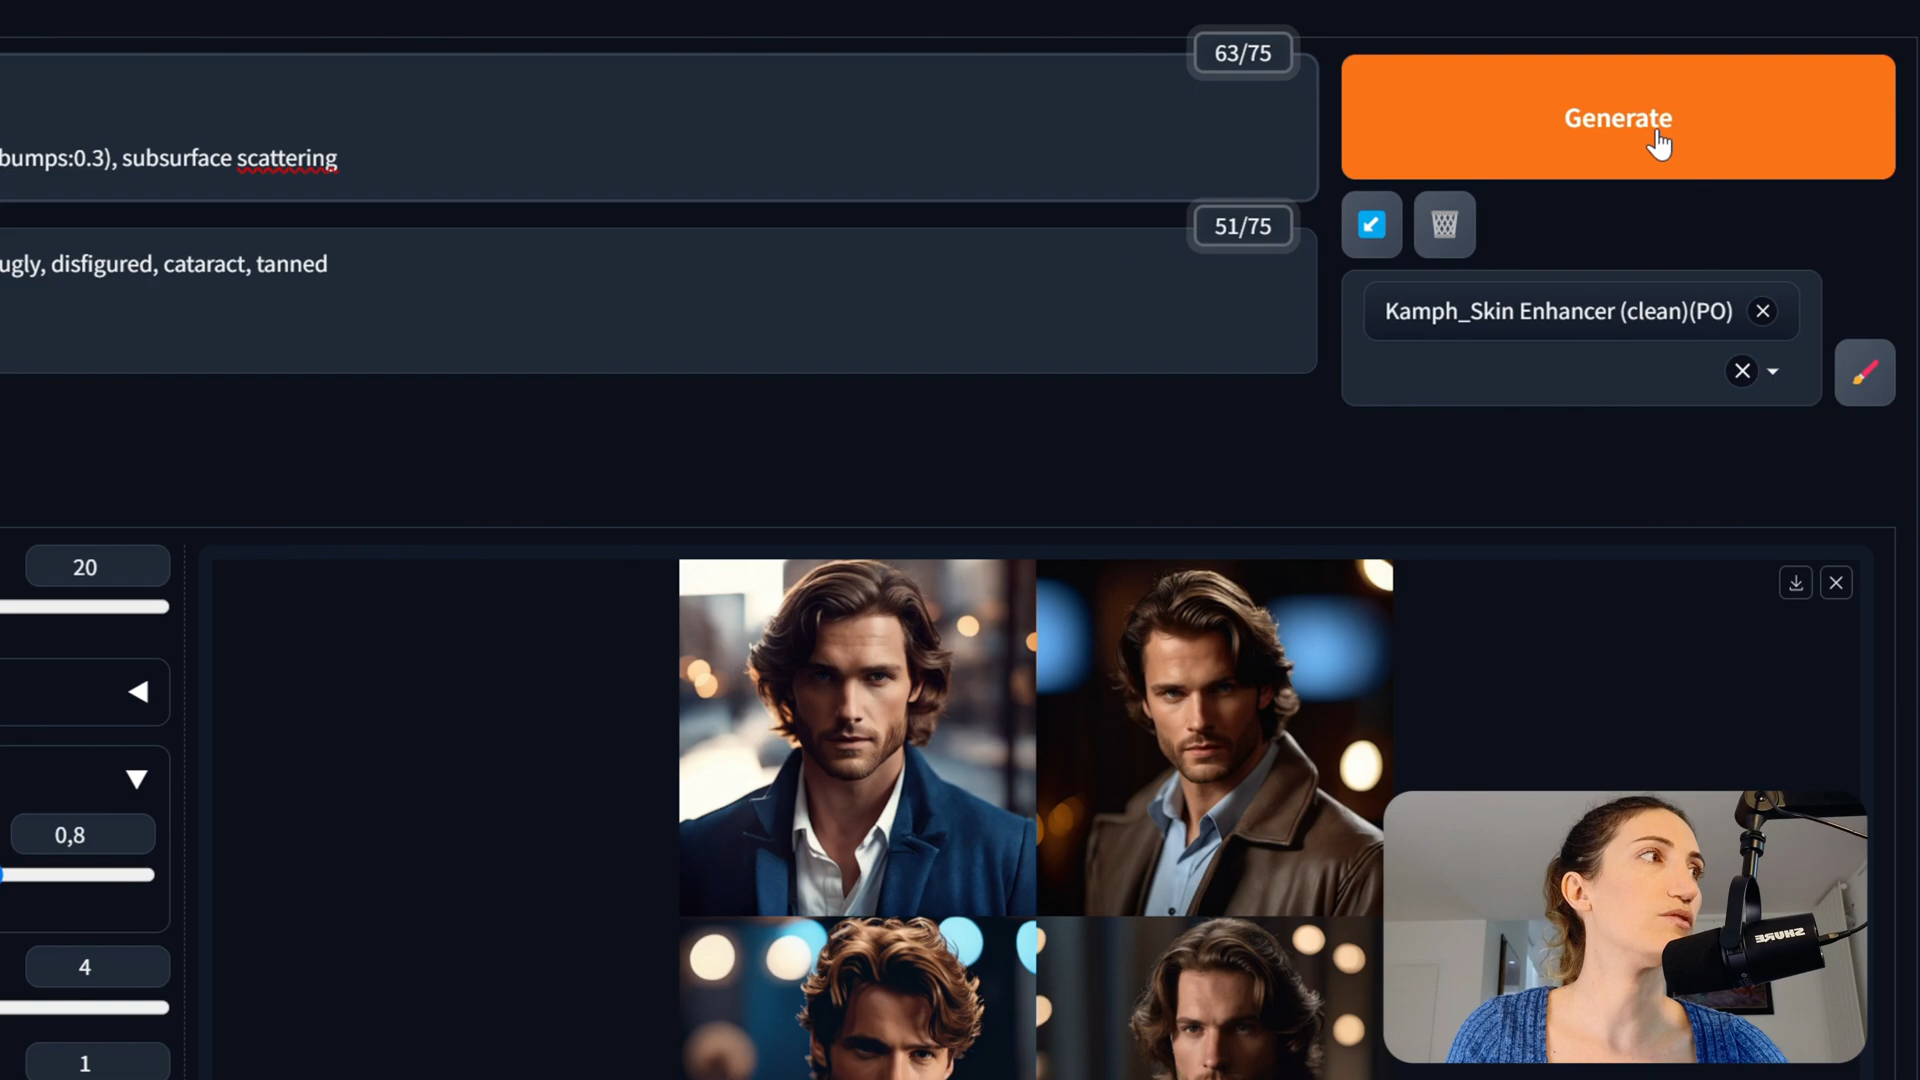 63/75
Generate
bumps:0.3), subsurface scattering
51/75
ugly, disfigured, cataract, tanned
Kamph_Skin Enhancer (clean)(PO)
20
0,8
4
1
SHURE